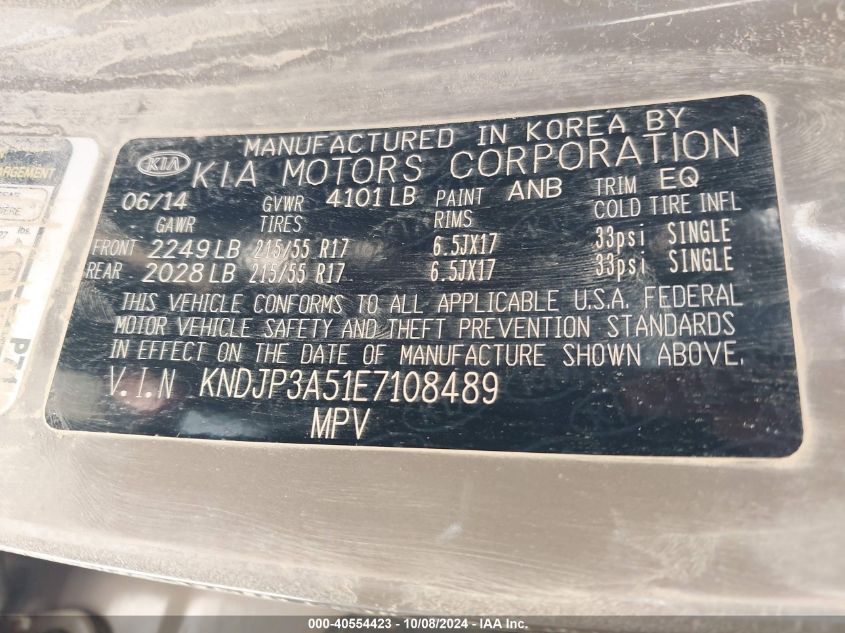 KIA
MANUFACTURED IN KOREA BY
KIA MOTORS CORPORATION
06/14 GVWR 4101 LB PAINT ANB TRIM EQ
GAWR TIRES RIMS COLD TIRE INFL
FRONT 2249 LB 215/55 R17 6.5JX17 33psi SINGLE
REAR 2028 LB 215/55 R17 6.5JX17 33psi SINGLE
THIS VEHICLE CONFORMS TO ALL APPLICABLE U.S.A. FEDERAL
MOTOR VEHICLE SAFETY AND THEFT PREVENTION STANDARDS
IN EFFECT ON THE DATE OF MANUFACTURE SHOWN ABOVE.
V.I.N KNDJP3A51E7108489
MPV
lbs.
P71
000-40554423 - 10/08/2024 - IAA Inc.